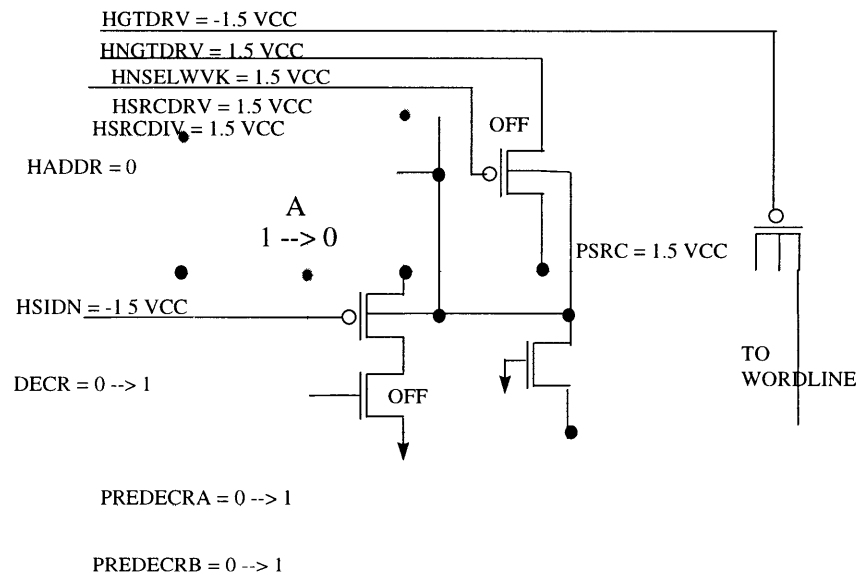 HGTDRV = -1.5 VCC
HNGTDRV = 1.5 VCC
HNSELWVK = 1.5 VCC
HSRCDRV = 1.5 VCC
HSRCDIV = 1.5 VCC
OFF
HADDR = 0
A
1 --> 0
PSRC = 1.5 VCC
HSIDN = -1 5 VCC
TO
WORDLINE
DECR = 0 --> 1
OFF
PREDECRA = 0 --> 1
PREDECRB = 0 --> 1